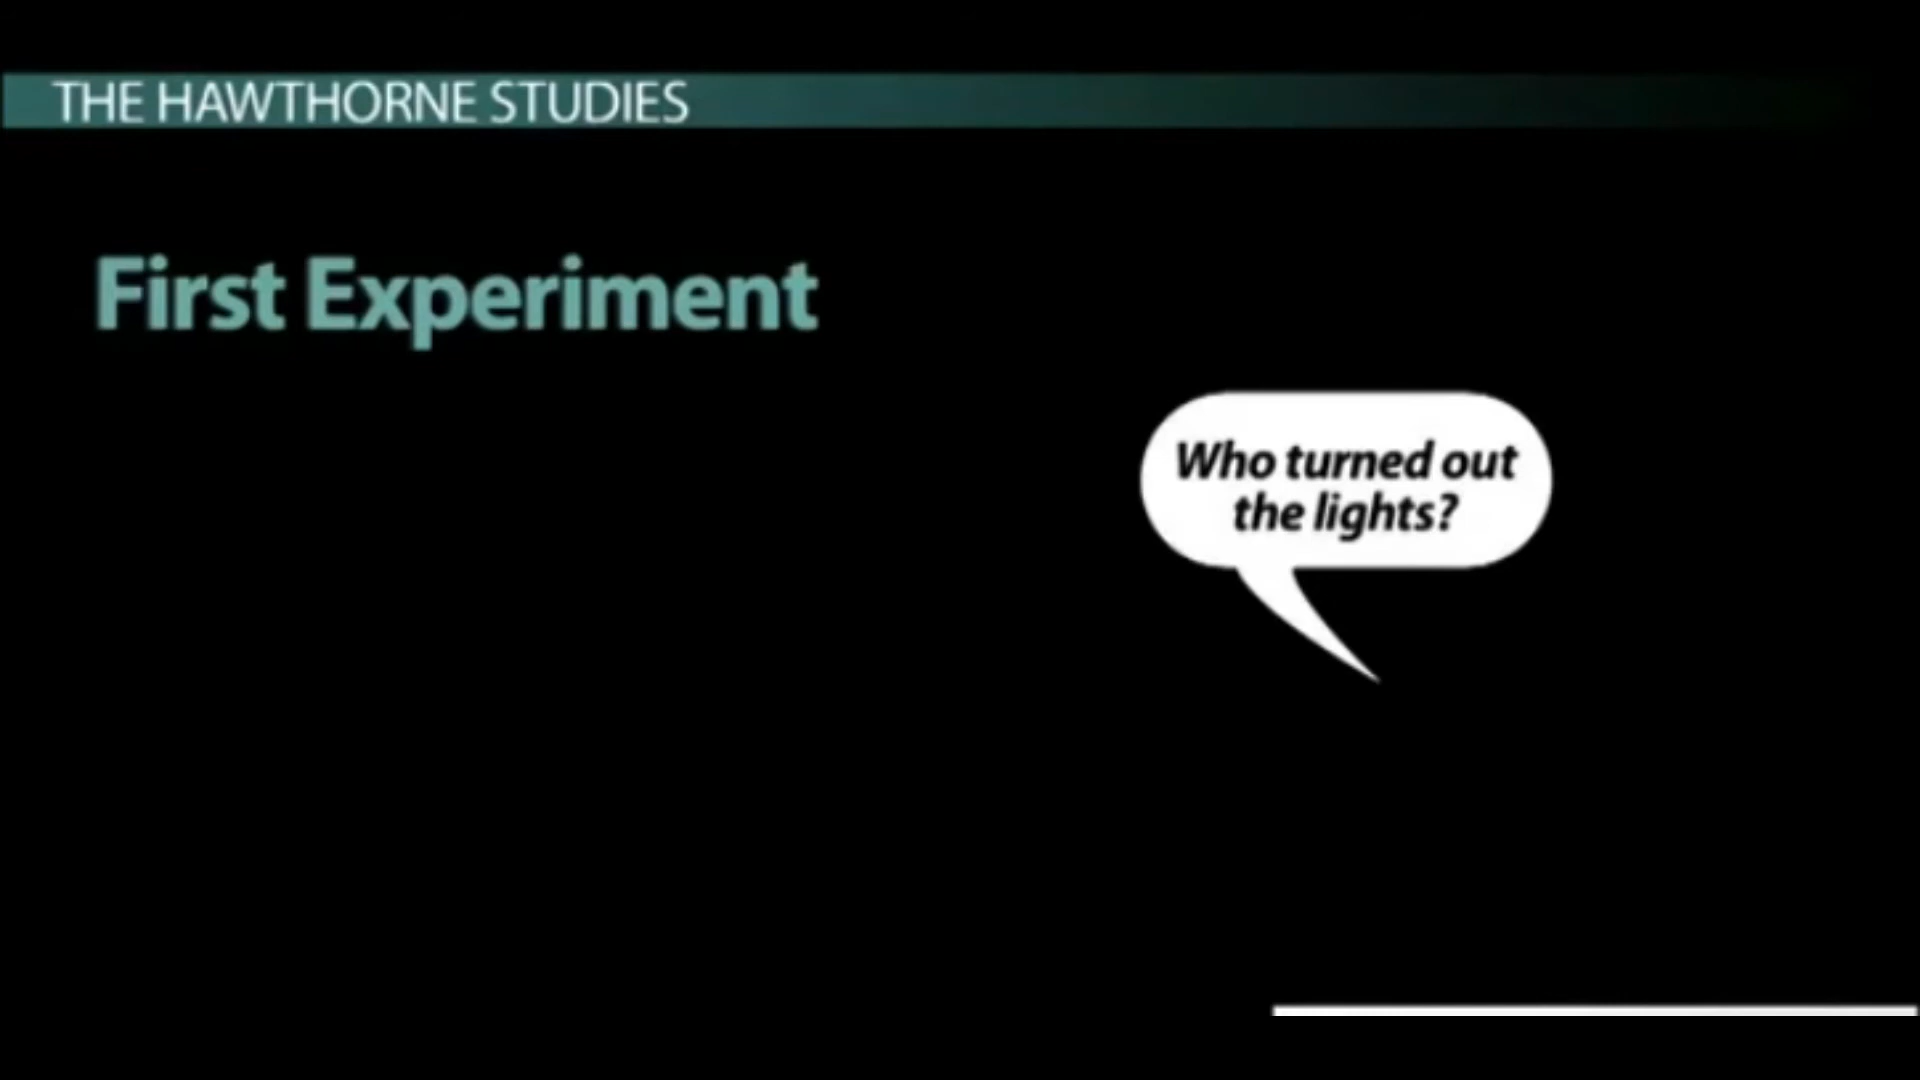 THE HAWTHORNE STUDIES
First Experiment
Who turned out
the lights?